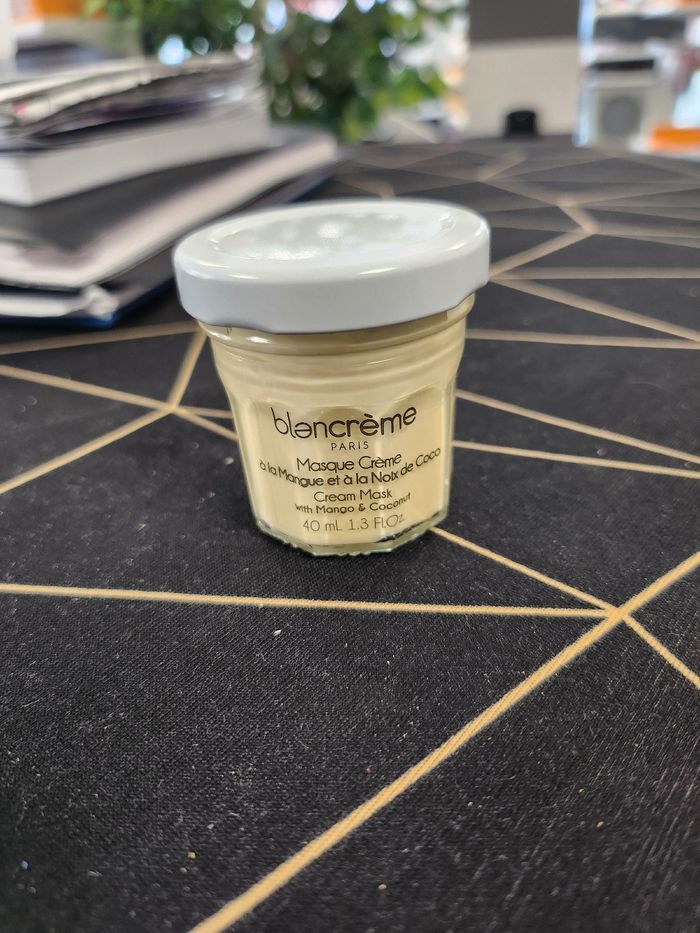 blancrème
PARIS
Masque Crème
à la Mangue et à la Noix de Coco
Cream Mask
with Mango & Coconut
40 mL 1.3 Fl.Oz